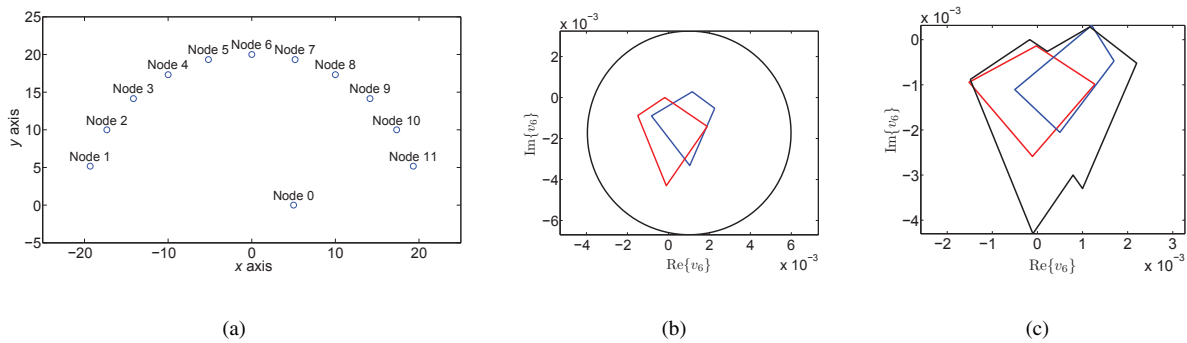 25
20
15
10
5
0
−5
y axis
Node 1
Node 2
Node 3
Node 4
Node 5
Node 6
Node 7
Node 8
Node 9
Node 10
Node 11
Node 0
−20
−10
0
10
20
x axis
(a)
x 10⁻³
2
0
−2
−4
−6
Im{v₆}
−4
−2
0
2
4
6
Re{v₆}
x 10⁻³
(b)
x 10⁻³
0
−1
−2
−3
−4
Im{v₆}
−2
−1
0
1
2
3
Re{v₆}
x 10⁻³
(c)